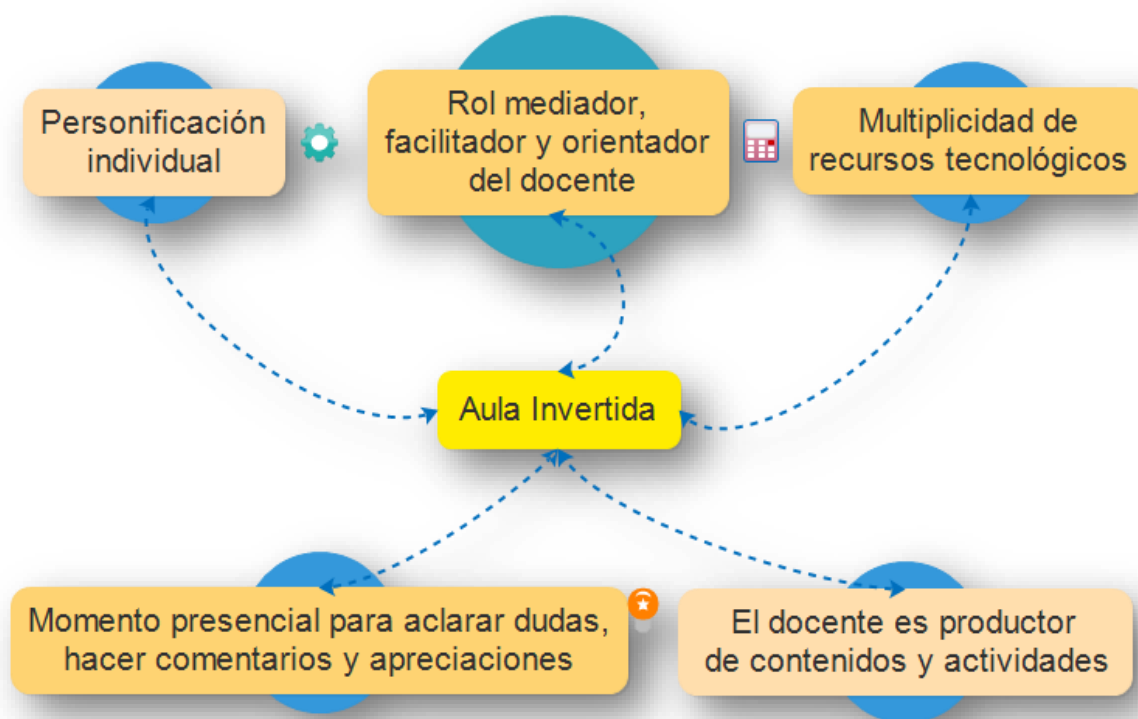 Personificación
individual
Rol mediador,
facilitador y orientador
del docente
Multiplicidad de
recursos tecnológicos
Aula Invertida
Momento presencial para aclarar dudas,
hacer comentarios y apreciaciones
El docente es productor
de contenidos y actividades